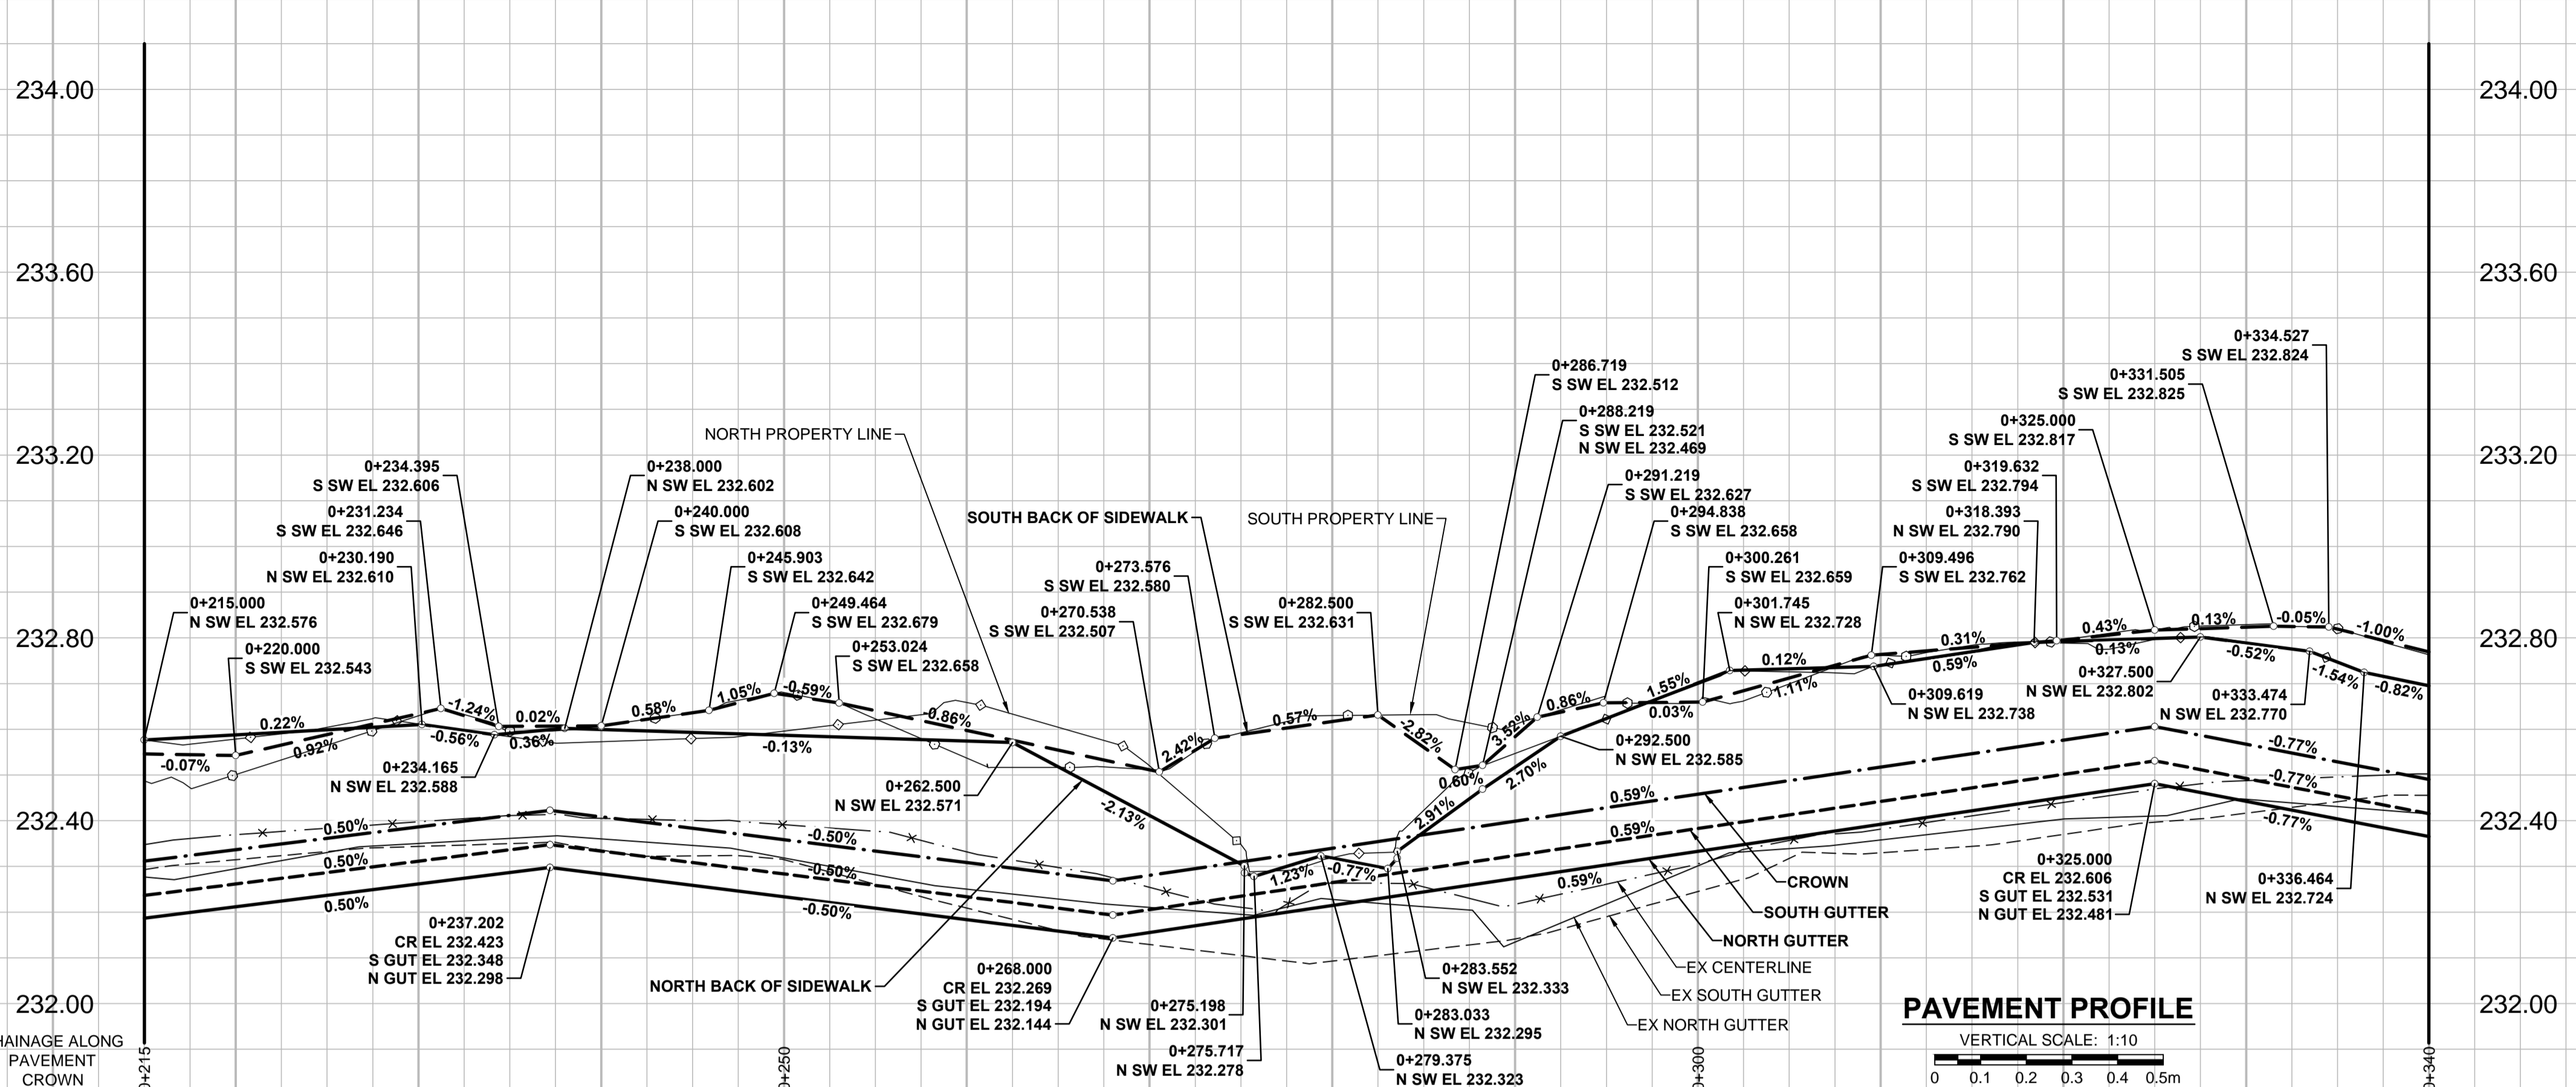 234.00
234.00
233.60
233.60
0+334.527
S SW EL 232.824
0+286.719
S SW EL 232.512
0+331.505
S SW EL 232.825
0+288.219
S SW EL 232.521
N SW EL 232.469
0+325.000
S SW EL 232.817
NORTH PROPERTY LINE
233.20
233.20
0+234.395
S SW EL 232.606
0+238.000
N SW EL 232.602
0+291.219
S SW EL 232.627
0+319.632
S SW EL 232.794
0+231.234
S SW EL 232.646
0+240.000
S SW EL 232.608
SOUTH BACK OF SIDEWALK
SOUTH PROPERTY LINE
0+294.838
S SW EL 232.658
0+318.393
N SW EL 232.790
0+230.190
N SW EL 232.610
0+245.903
S SW EL 232.642
0+273.576
S SW EL 232.580
0+300.261
S SW EL 232.659
0+309.496
S SW EL 232.762
0+215.000
N SW EL 232.576
0+249.464
S SW EL 232.679
0+270.538
S SW EL 232.507
0+282.500
S SW EL 232.631
0+301.745
N SW EL 232.728
0+220.000
S SW EL 232.543
0+253.024
S SW EL 232.658
232.80
232.80
0.43%
0.13%
-0.05%
-1.00%
0.31%
0.13%
0.59%
0.12%
-0.52%
-1.54%
-0.82%
1.55%
1.11%
0.03%
0.86%
3.52%
0.60%
-2.82%
0.57%
2.42%
-0.86%
-0.59%
1.05%
0.58%
0.02%
-1.24%
0.36%
-0.56%
0.22%
0.92%
-0.07%
-0.13%
-2.13%
2.70%
2.91%
0+327.500
N SW EL 232.802
0+333.474
N SW EL 232.770
0+309.619
N SW EL 232.738
0+292.500
N SW EL 232.585
0+234.165
N SW EL 232.588
0+262.500
N SW EL 232.571
232.40
232.40
0.50%
0.50%
0.50%
-0.50%
-0.50%
-0.50%
1.23%
-0.77%
0.59%
0.59%
0.59%
-0.77%
-0.77%
-0.77%
0+325.000
CR EL 232.606
S GUT EL 232.531
N GUT EL 232.481
0+336.464
N SW EL 232.724
CROWN
SOUTH GUTTER
NORTH GUTTER
EX CENTERLINE
EX SOUTH GUTTER
EX NORTH GUTTER
0+237.202
CR EL 232.423
S GUT EL 232.348
N GUT EL 232.298
NORTH BACK OF SIDEWALK
0+268.000
CR EL 232.269
S GUT EL 232.194
N GUT EL 232.144
0+283.552
N SW EL 232.333
0+275.198
N SW EL 232.301
0+283.033
N SW EL 232.295
0+275.717
N SW EL 232.278
0+279.375
N SW EL 232.323
232.00
232.00
PAVEMENT PROFILE
VERTICAL SCALE: 1:10
0 0.1 0.2 0.3 0.4 0.5m
HAINAGE ALONG
PAVEMENT
CROWN
0+215
0+250
0+300
0+340